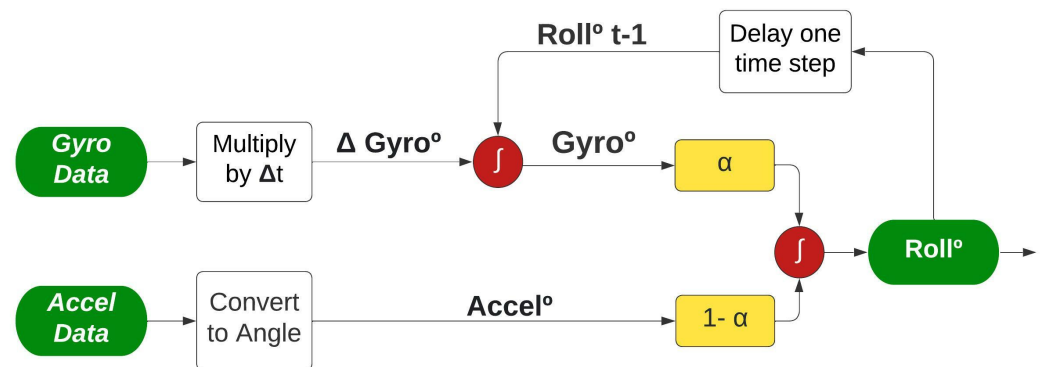 Roll⁰ t-1
Delay one
time step
Gyro
Data
Multiply
by Δt
Δ Gyroº
∫
Gyroº
α
∫
Rollº
Accel
Data
Convert
to Angle
Accelº
1- α